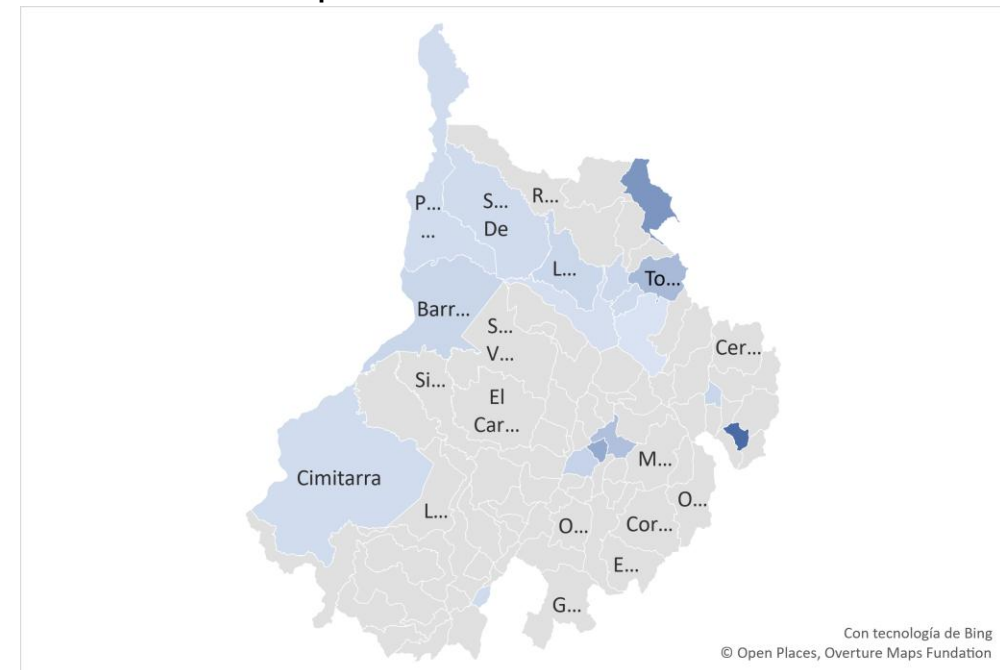 P...
...
S...
De
R...
L...
To...
Barr...
S...
V...
Cer...
Si...
El
Car...
Cimitarra
M...
L...
O...
O...
Cor...
E...
G...
Con tecnología de Bing
© Open Places, Overture Maps Fundation